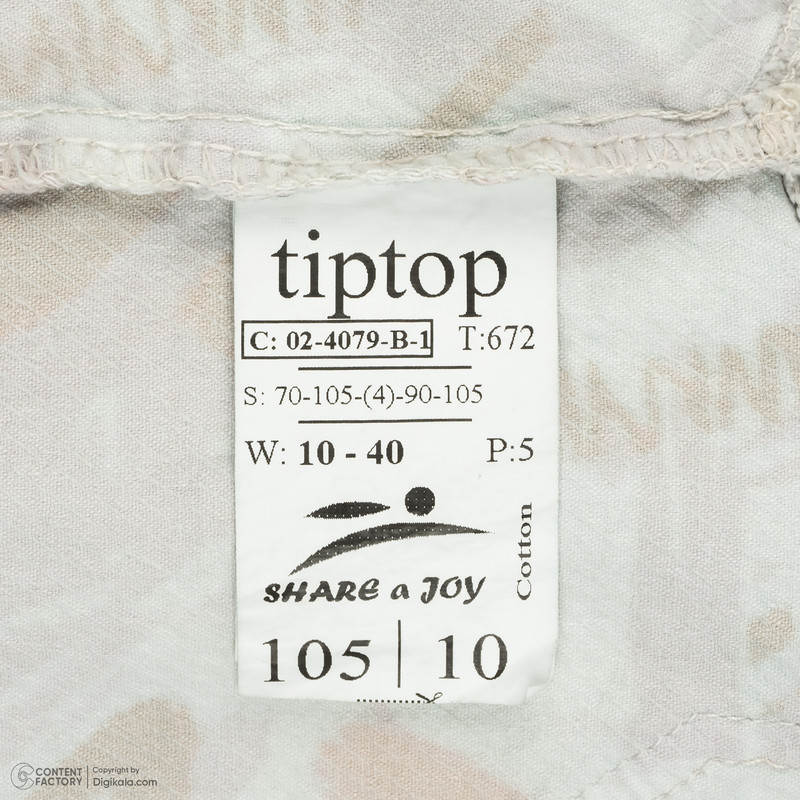 tiptop
C: 02-4079-B-1 T:672
S: 70-105-(4)-90-105
W: 10 - 40 P:5
Cotton
SHARE a JOY
105 | 10
CONTENT FACTORY
Copyright by Digikala.com